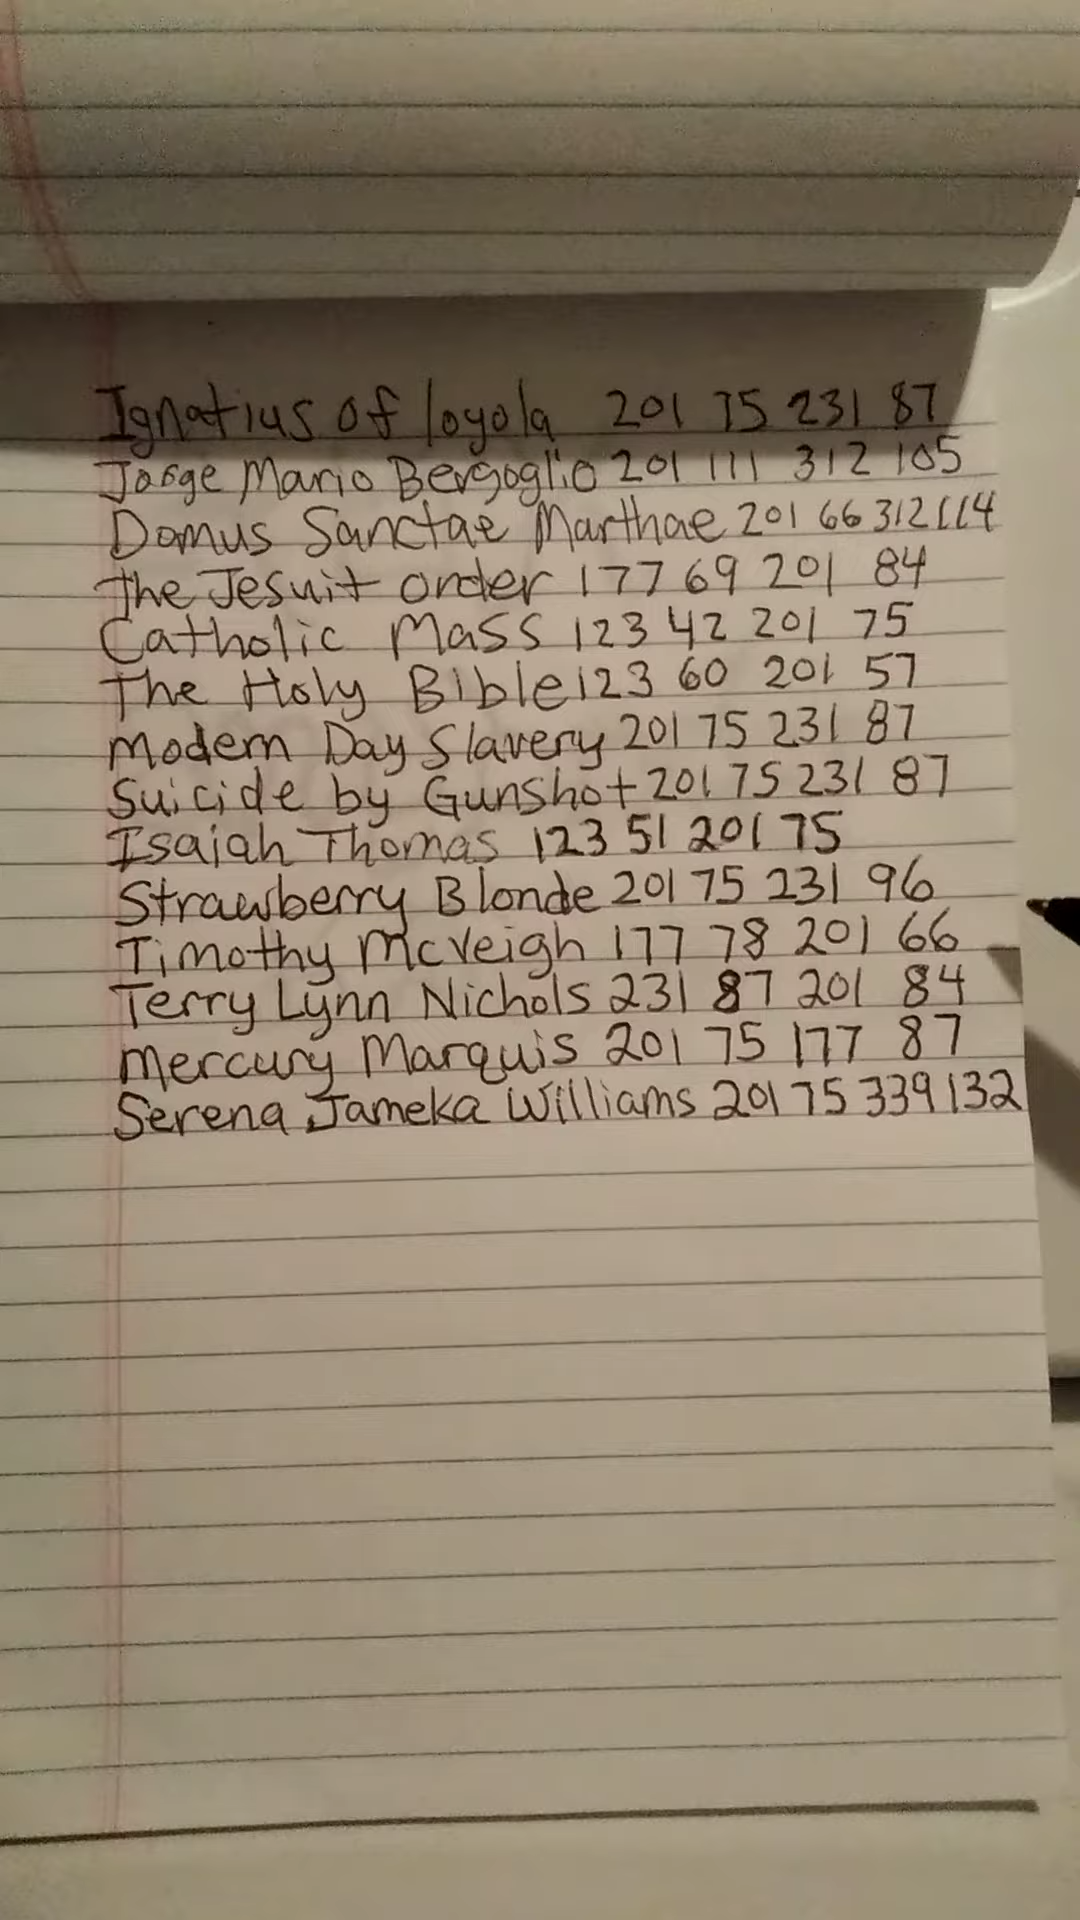 Ignatius of loyola 201 75 231 87
Jorge Mario Bergoglio 201 111 312 105
Domus Sanctae Marthae 201 66 312 114
The Jesuit order 177 69 201 84
Catholic Mass 123 42 201 75
The Holy Bible 123 60 201 57
Modern Day Slavery 201 75 231 87
Suicide by Gunshot 201 75 231 87
Isaiah Thomas 123 51 201 75
Strawberry Blonde 201 75 231 96
Timothy McVeigh 177 78 201 66
Terry Lynn Nichols 231 87 201 84
Mercury Marquis 201 75 177 87
Serena Jameka Williams 201 75 339 132